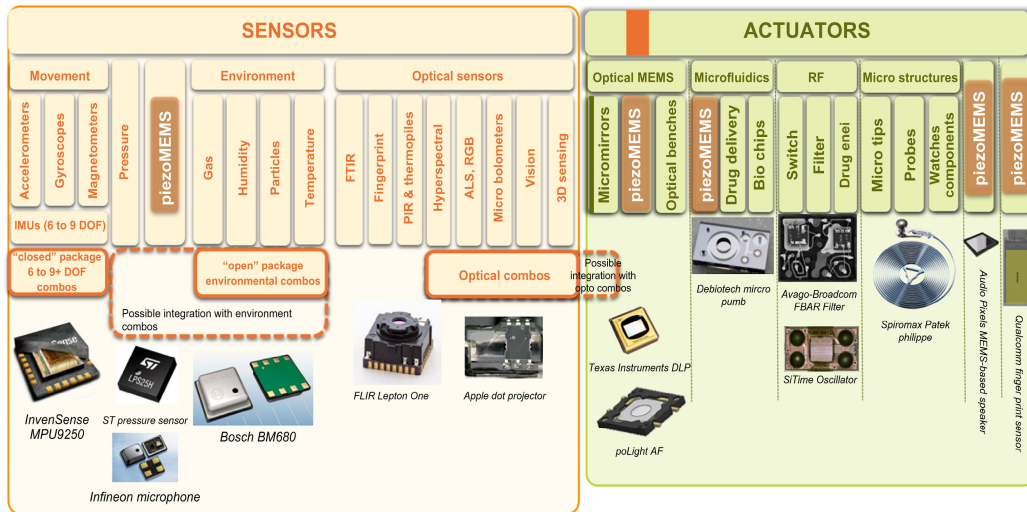 SENSORS
Movement
Accelerometers
Gyroscopes
Magnetometers
IMUs (6 to 9 DOF)
Pressure
piezoMEMS
Environment
Gas
Humidity
Particles
Temperature
Optical sensors
FTIR
Fingerprint
PIR & thermopiles
Hyperspectral
ALS, RGB
Micro bolometers
Vision
3D sensing
“closed” package
6 to 9+ DOF
combos
“open” package
environmental combos
Optical combos
Possible
integration with
opto combos
Possible integration with environment
combos
InvenSense
MPU9250
ST
LPS25H
ST pressure sensor
Infineon microphone
Bosch BM680
FLIR Lepton One
Apple dot projector
ACTUATORS
Optical MEMS
Micromirrors
piezoMEMS
Optical benches
Microfluidics
piezoMEMS
Drug delivery
Bio chips
RF
Switch
Filter
Drug enei
Micro structures
Micro tips
Probes
Watches
components
piezoMEMS
piezoMEMS
Texas Instruments DLP
poLight AF
Debiotech mircro
pumb
Avago-Broadcom
FBAR Filter
SiTime Oscillator
Spiromax Patek
philippe
Audio Pixels MEMS-based speaker
Qualcomm finger print sensor